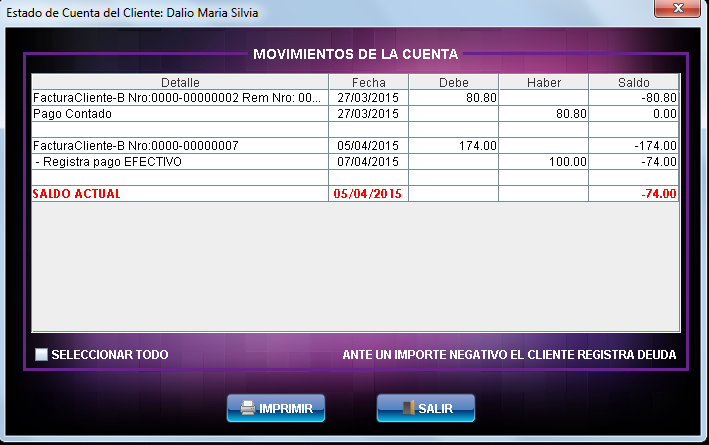 Estado de Cuenta del Cliente: Dalio Maria Silvia
MOVIMIENTOS DE LA CUENTA
Detalle Fecha Debe Haber Saldo
FacturaCliente-B Nro:0000-00000002 Rem Nro: 00... 27/03/2015 80.80 -80.80
Pago Contado 27/03/2015 80.80 0.00
FacturaCliente-B Nro:0000-00000007 05/04/2015 174.00 -174.00
- Registra pago EFECTIVO 07/04/2015 100.00 -74.00
SALDO ACTUAL 05/04/2015 -74.00
SELECCIONAR TODO ANTE UN IMPORTE NEGATIVO EL CLIENTE REGISTRA DEUDA
IMPRIMIR SALIR